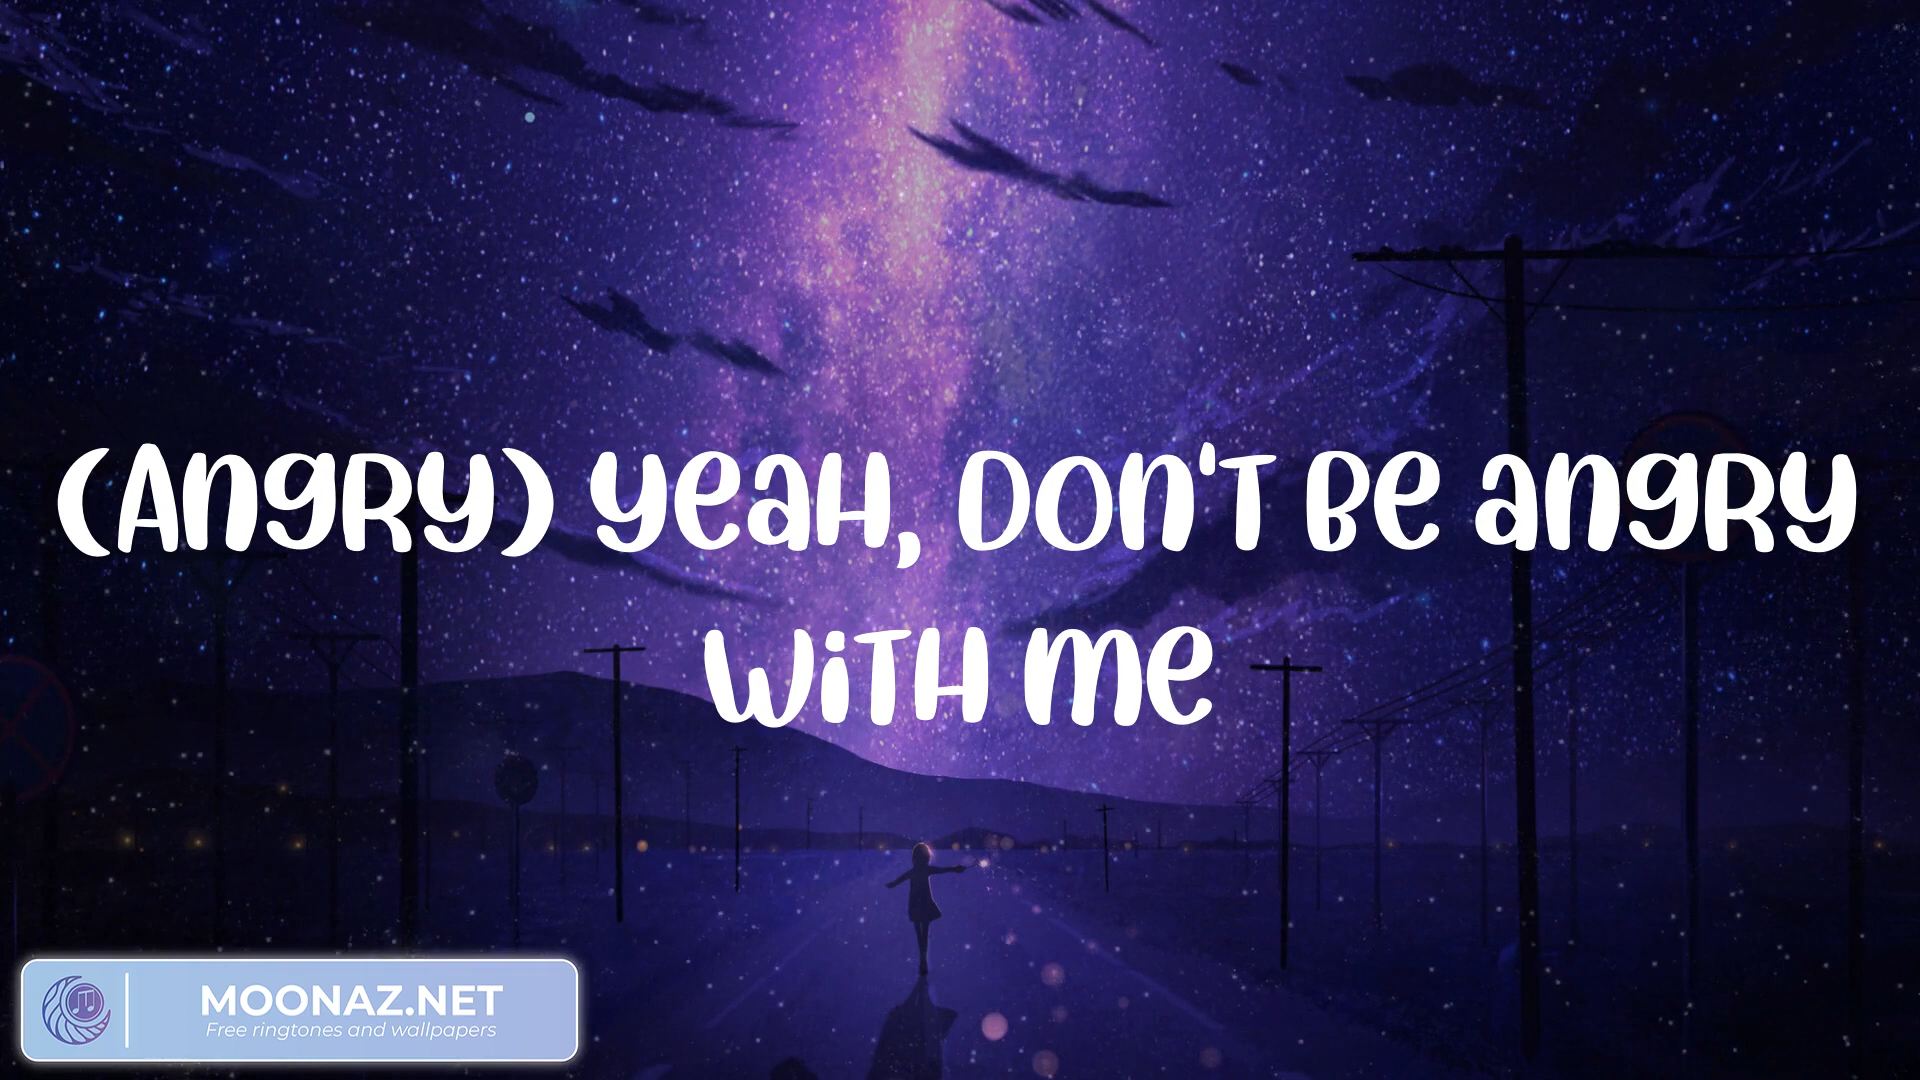 (Angry) yeah, don't be angry
with me
MOONAZ.NET
Free ringtones and wallpapers